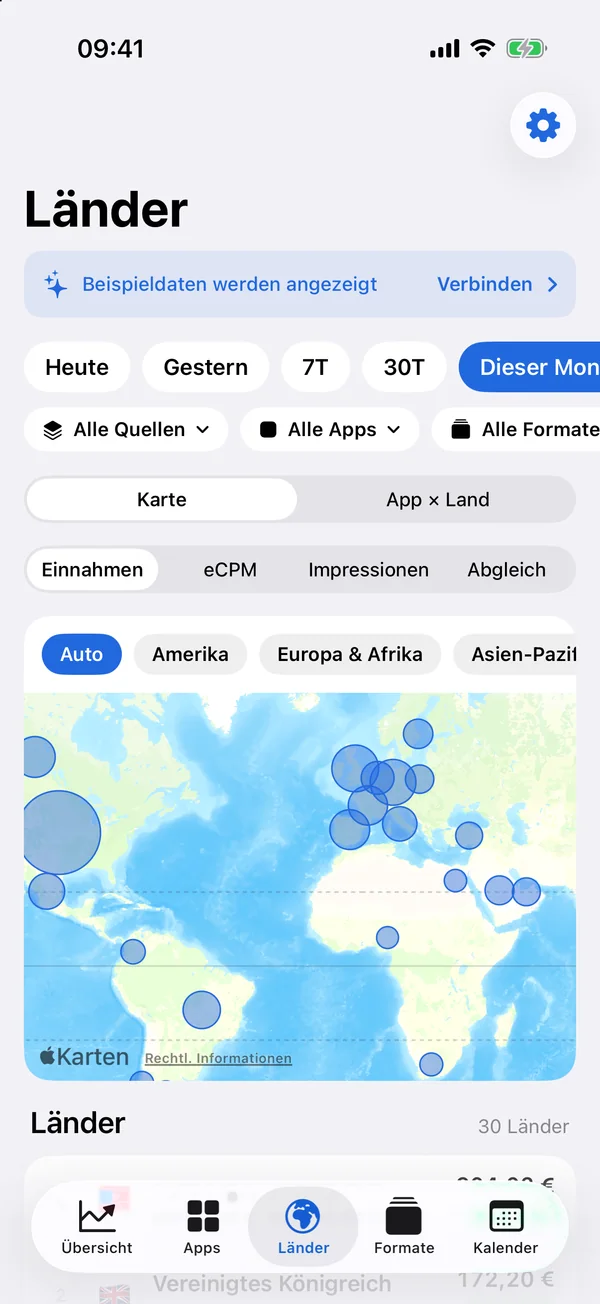 09:41
Länder
Beispieldaten werden angezeigt Verbinden
Heute Gestern 7T 30T Dieser Mon
Alle Quellen Alle Apps Alle Formate
Karte App × Land
Einnahmen eCPM Impressionen Abgleich
Auto Amerika Europa & Afrika Asien-Pazif
Karten Rechtl. Informationen
Länder 30 Länder
Übersicht Apps Länder Formate Kalender
2 Vereinigtes Königreich 172,20 €